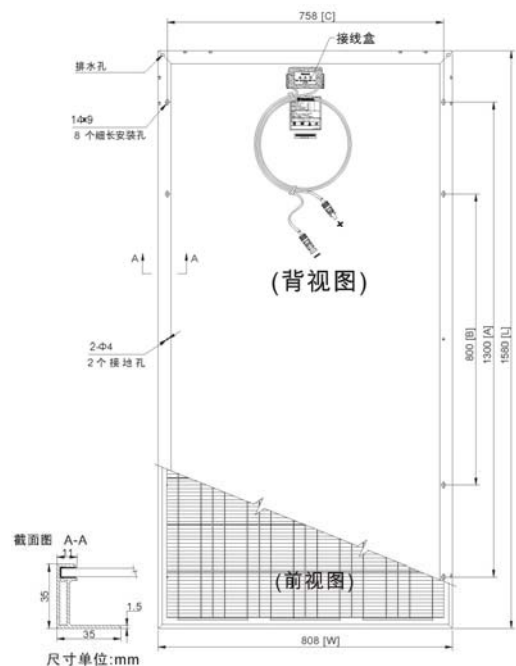 758 [C]
接线盒
排水孔
14×9
8 个细长安装孔
A A
(背视图)
2-Φ4
2 个接地孔
800 [B]
1300 [A]
1580 [L]
截面图 A-A
11
35
1.5
35
(前视图)
808 [W]
尺寸单位:mm